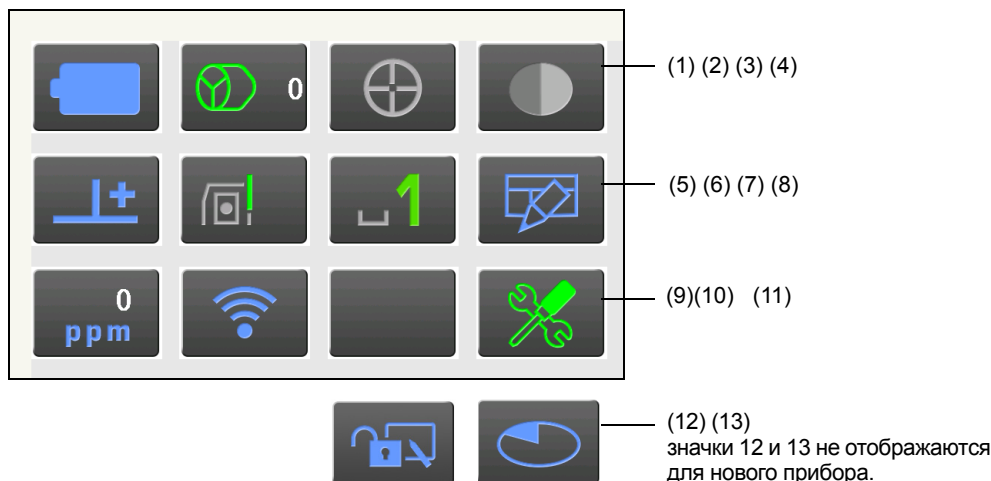 0
(1) (2) (3) (4)
1
(5) (6) (7) (8)
0
ppm
(9)(10) (11)
(12) (13)
значки 12 и 13 не отображаются
для нового прибора.